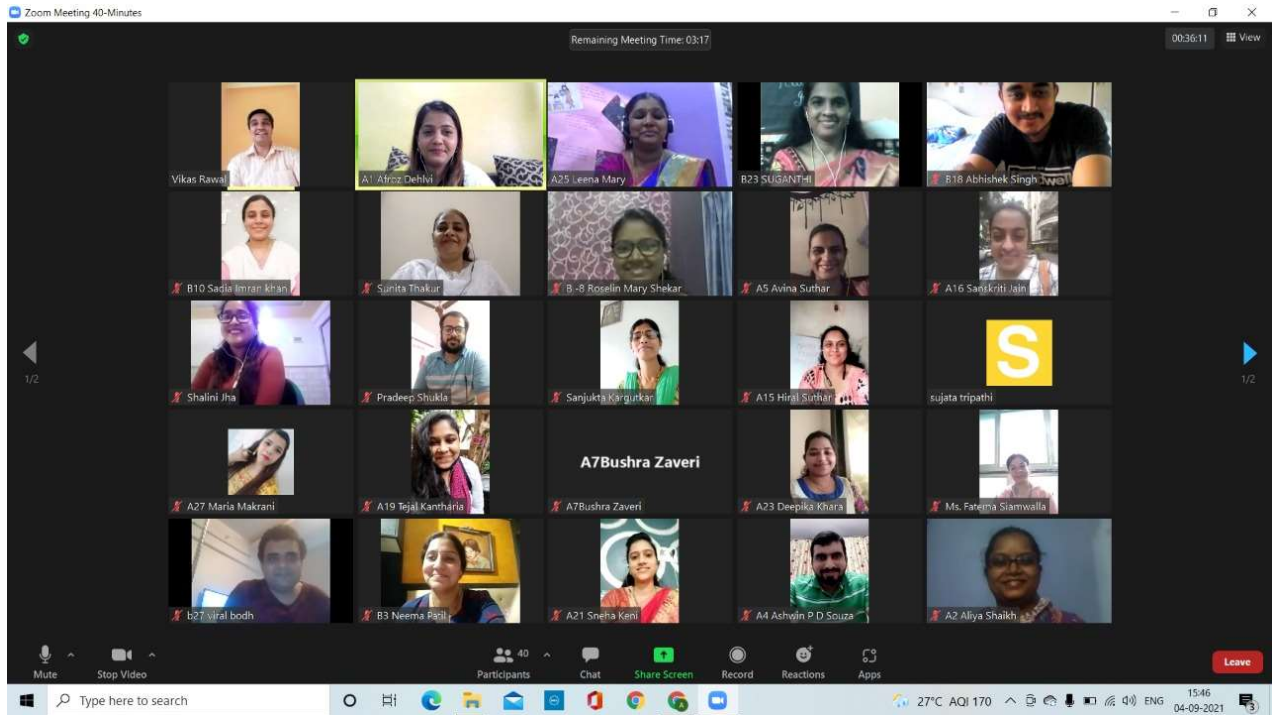 Zoom Meeting 40-Minutes
Remaining Meeting Time: 03:17
00:36:11
View
Vikas Rawal
A1 Afroz Dehlvi
A25 Leena Mary
B23 SUGANTHI
B18 Abhishek Singh
B10 Sadia Imran khan
Sunita Thakur
B -8 Roselin Mary Shekar
A5 Avina Suthar
A16 Sanskriti Jain
1/2
1/2
Shalini Jha
Pradeep Shukla
Sanjukta Kargutkar
A15 Hiral Suthar
S
sujata tripathi
A27 Maria Makrani
A19 Tejal Kantharia
A7Bushra Zaveri
A7Bushra Zaveri
A23 Deepika Khara
Ms. Fatema Siamwalla
b27 viral bodh
B3 Neema Patil
A21 Sneha Keni
A4 Ashwin P D Souza
A2 Aliya Shaikh
Mute
Stop Video
40
Participants
Chat
Share Screen
Record
Reactions
Apps
Leave
Type here to search
27°C AQI 170
ENG
15:46
04-09-2021
3